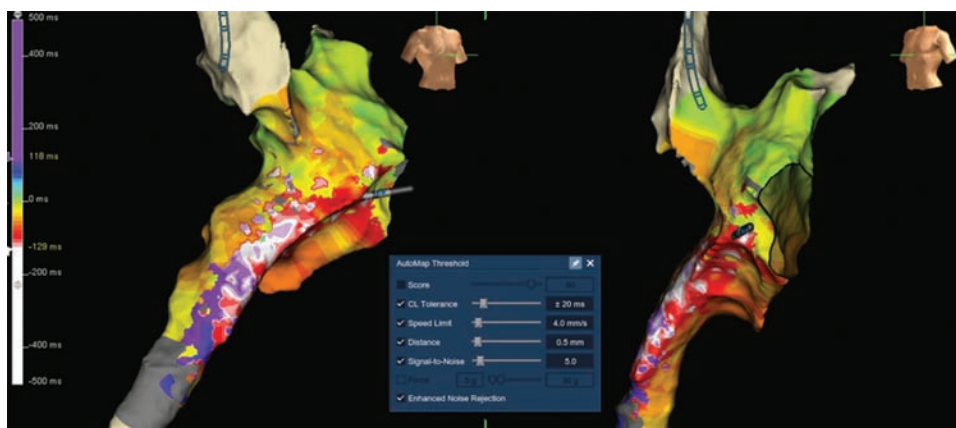 500 ms
400 ms
200 ms
118 ms
0 ms
-129 ms
-200 ms
-400 ms
-500 ms
AutoMap Threshold
Score
CL Tolerance ± 20 ms
Speed Limit 4.0 mm/s
Distance 0.5 mm
Signal-to-Noise 5.0
Enhanced Noise Rejection